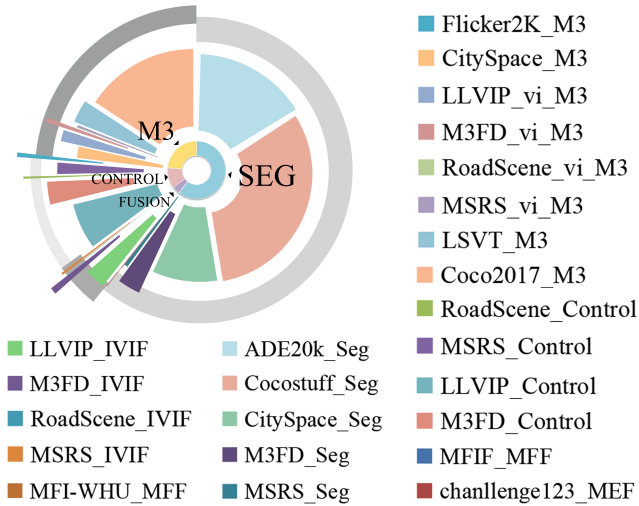 M3
SEG
CONTROL
FUSION
Flicker2K_M3
CitySpace_M3
LLVIP_vi_M3
M3FD_vi_M3
RoadScene_vi_M3
MSRS_vi_M3
LSVT_M3
Coco2017_M3
RoadScene_Control
MSRS_Control
LLVIP_Control
M3FD_Control
MFIF_MFF
chanllenge123_MEF
LLVIP_IVIF
M3FD_IVIF
RoadScene_IVIF
MSRS_IVIF
MFI-WHU_MFF
ADE20k_Seg
Cocostuff_Seg
CitySpace_Seg
M3FD_Seg
MSRS_Seg